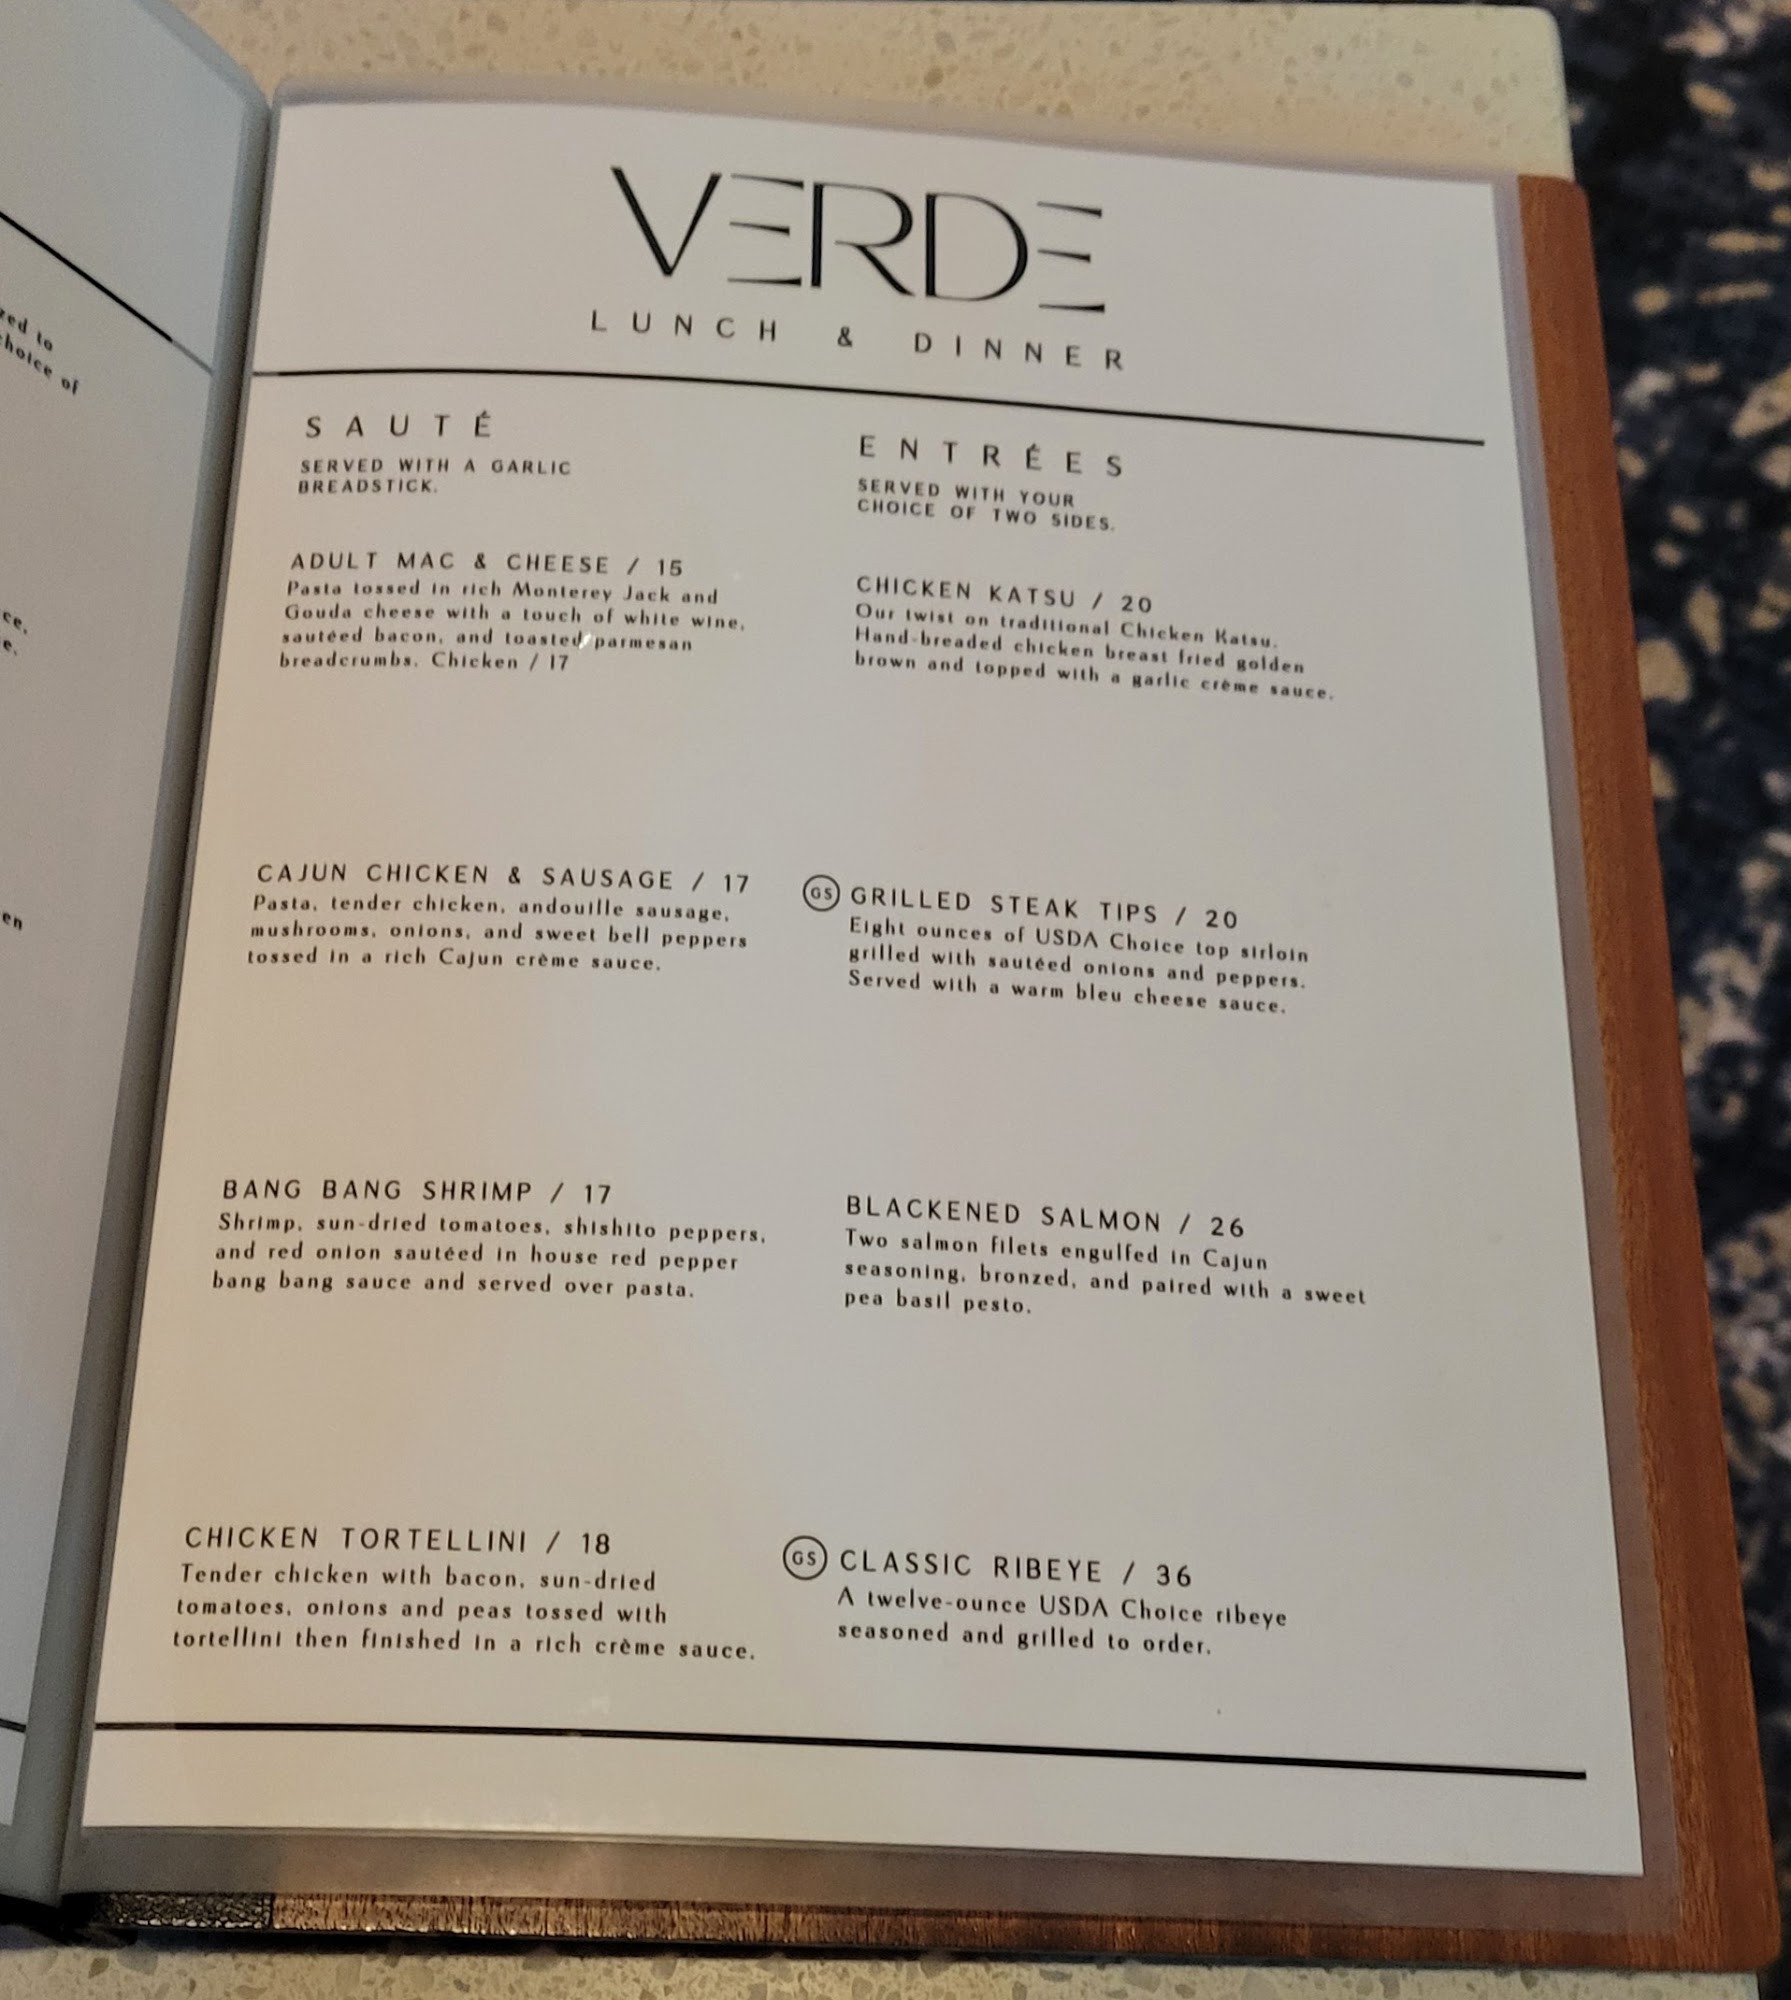 zed to
choice of
ce,
e,
en
VERDE
LUNCH & DINNER
SAUTÉ
SERVED WITH A GARLIC
BREADSTICK.
ADULT MAC & CHEESE / 15
Pasta tossed in rich Monterey Jack and
Gouda cheese with a touch of white wine,
sautéed bacon, and toasted parmesan
breadcrumbs. Chicken / 17
CAJUN CHICKEN & SAUSAGE / 17
Pasta, tender chicken, andouille sausage,
mushrooms, onions, and sweet bell peppers
tossed in a rich Cajun crème sauce.
BANG BANG SHRIMP / 17
Shrimp, sun-dried tomatoes, shishito peppers,
and red onion sautéed in house red pepper
bang bang sauce and served over pasta.
CHICKEN TORTELLINI / 18
Tender chicken with bacon, sun-dried
tomatoes, onions and peas tossed with
tortellini then finished in a rich crème sauce.
ENTRÉES
SERVED WITH YOUR
CHOICE OF TWO SIDES.
CHICKEN KATSU / 20
Our twist on traditional Chicken Katsu.
Hand-breaded chicken breast fried golden
brown and topped with a garlic crème sauce.
GS GRILLED STEAK TIPS / 20
Eight ounces of USDA Choice top sirloin
grilled with sautéed onions and peppers.
Served with a warm bleu cheese sauce.
BLACKENED SALMON / 26
Two salmon filets engulfed in Cajun
seasoning, bronzed, and paired with a sweet
pea basil pesto.
GS CLASSIC RIBEYE / 36
A twelve-ounce USDA Choice ribeye
seasoned and grilled to order.